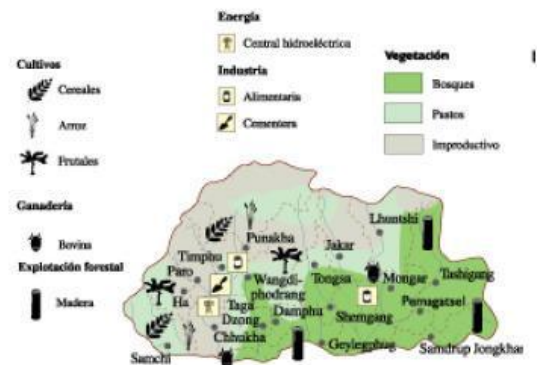 Cultivos
Cereales
Arroz
Frutales
Ganadería
Bovina
Explotación forestal
Madera
Energía
Central hidroeléctrica
Industria
Alimentaria
Cementera
Vegetación
Bosques
Pastos
Improductivo
Lhuntshi
Punakha
Timphu
Jakar
Paro
Wangdi-
phodrang
Tongsa
Mongar
Tashigang
Ha
Taga
Dzong
Damphu
Shemgang
Pemagatsel
Chhukha
Samchi
Geylegphug
Samdrup Jongkhar